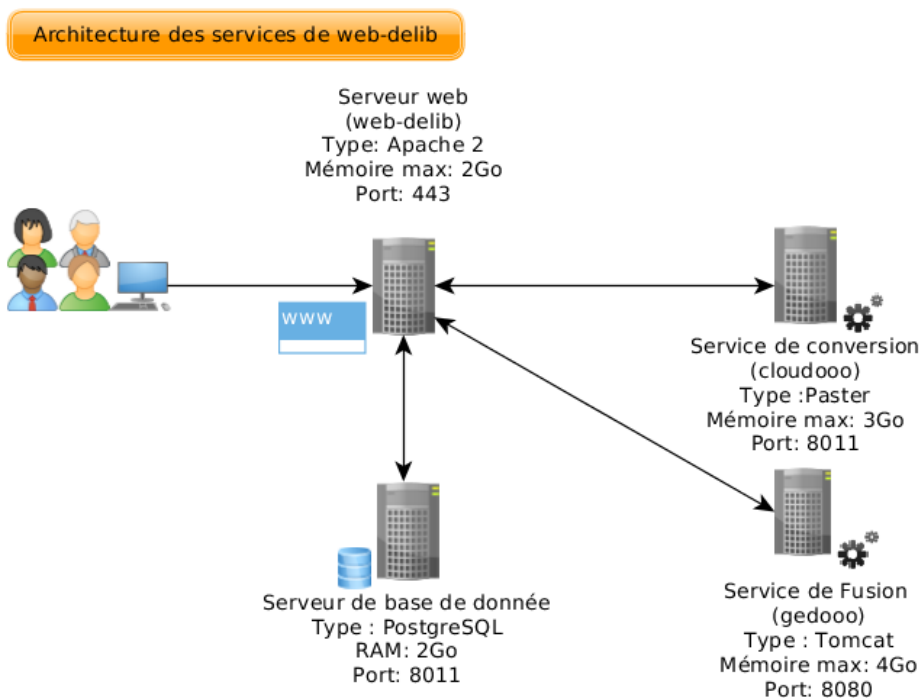 Architecture des services de web-delib
Serveur web
(web-delib)
Type: Apache 2
Mémoire max: 2Go
Port: 443
www
Service de conversion
(cloudooo)
Type :Paster
Mémoire max: 3Go
Port: 8011
Serveur de base de donnée
Type : PostgreSQL
RAM: 2Go
Port: 8011
Service de Fusion
(gedooo)
Type : Tomcat
Mémoire max: 4Go
Port: 8080